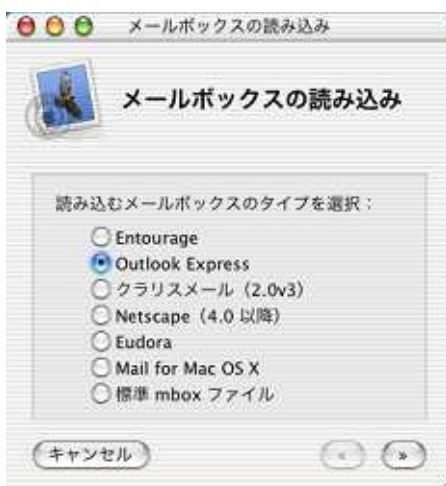 メールボックスの読み込み
メールボックスの読み込み
読み込むメールボックスのタイプを選択：
Entourage
Outlook Express
クラリスメール（2.0v3）
Netscape（4.0 以降）
Eudora
Mail for Mac OS X
標準 mbox ファイル
キャンセル
« »